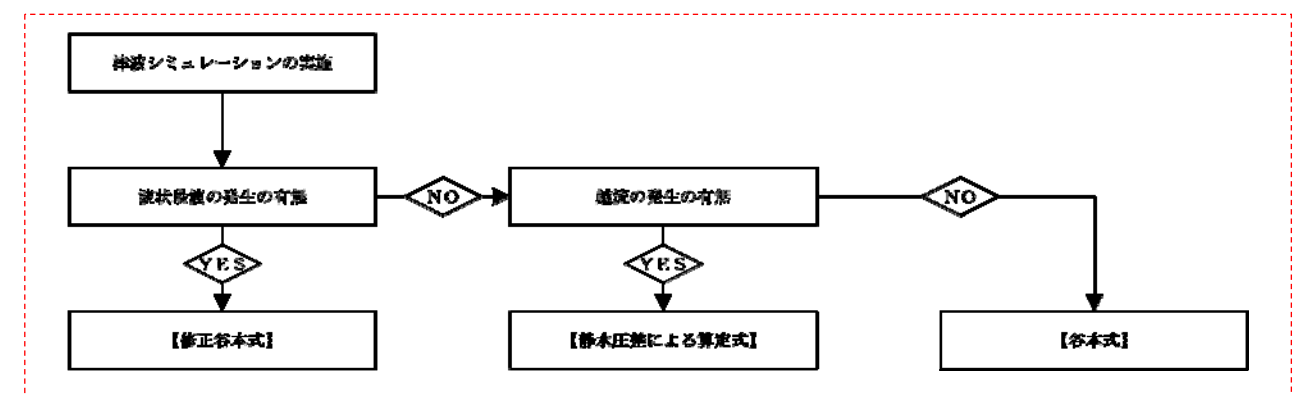 津波シミュレーションの実施
波状段波の発生の有無
NO
越流の発生の有無
NO
YES
YES
【修正谷本式】
【静水圧差による算定式】
【谷本式】